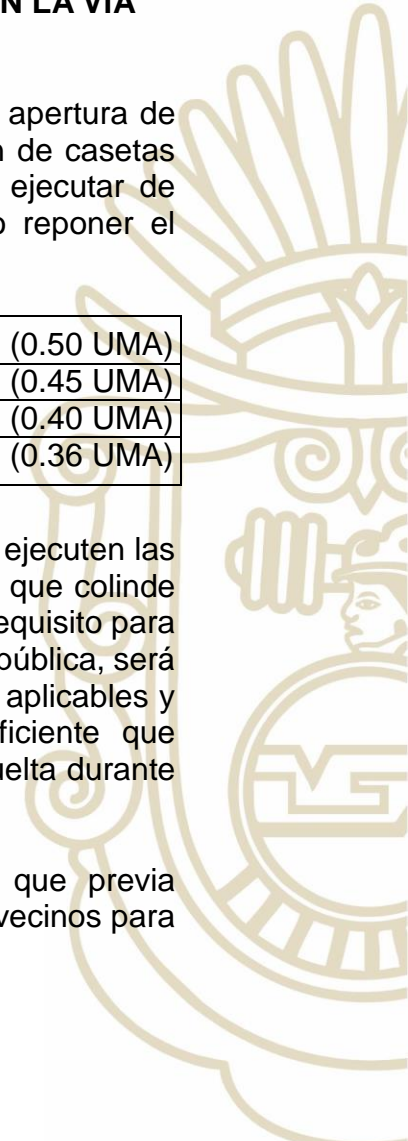 N LA VÍA
apertura de
n de casetas
ejecutar de
o reponer el
(0.50 UMA)
(0.45 UMA)
(0.40 UMA)
(0.36 UMA)
ejecuten las
que colinde
equisito para
pública, será
aplicables y
ficiente que
uelta durante
que previa
vecinos para